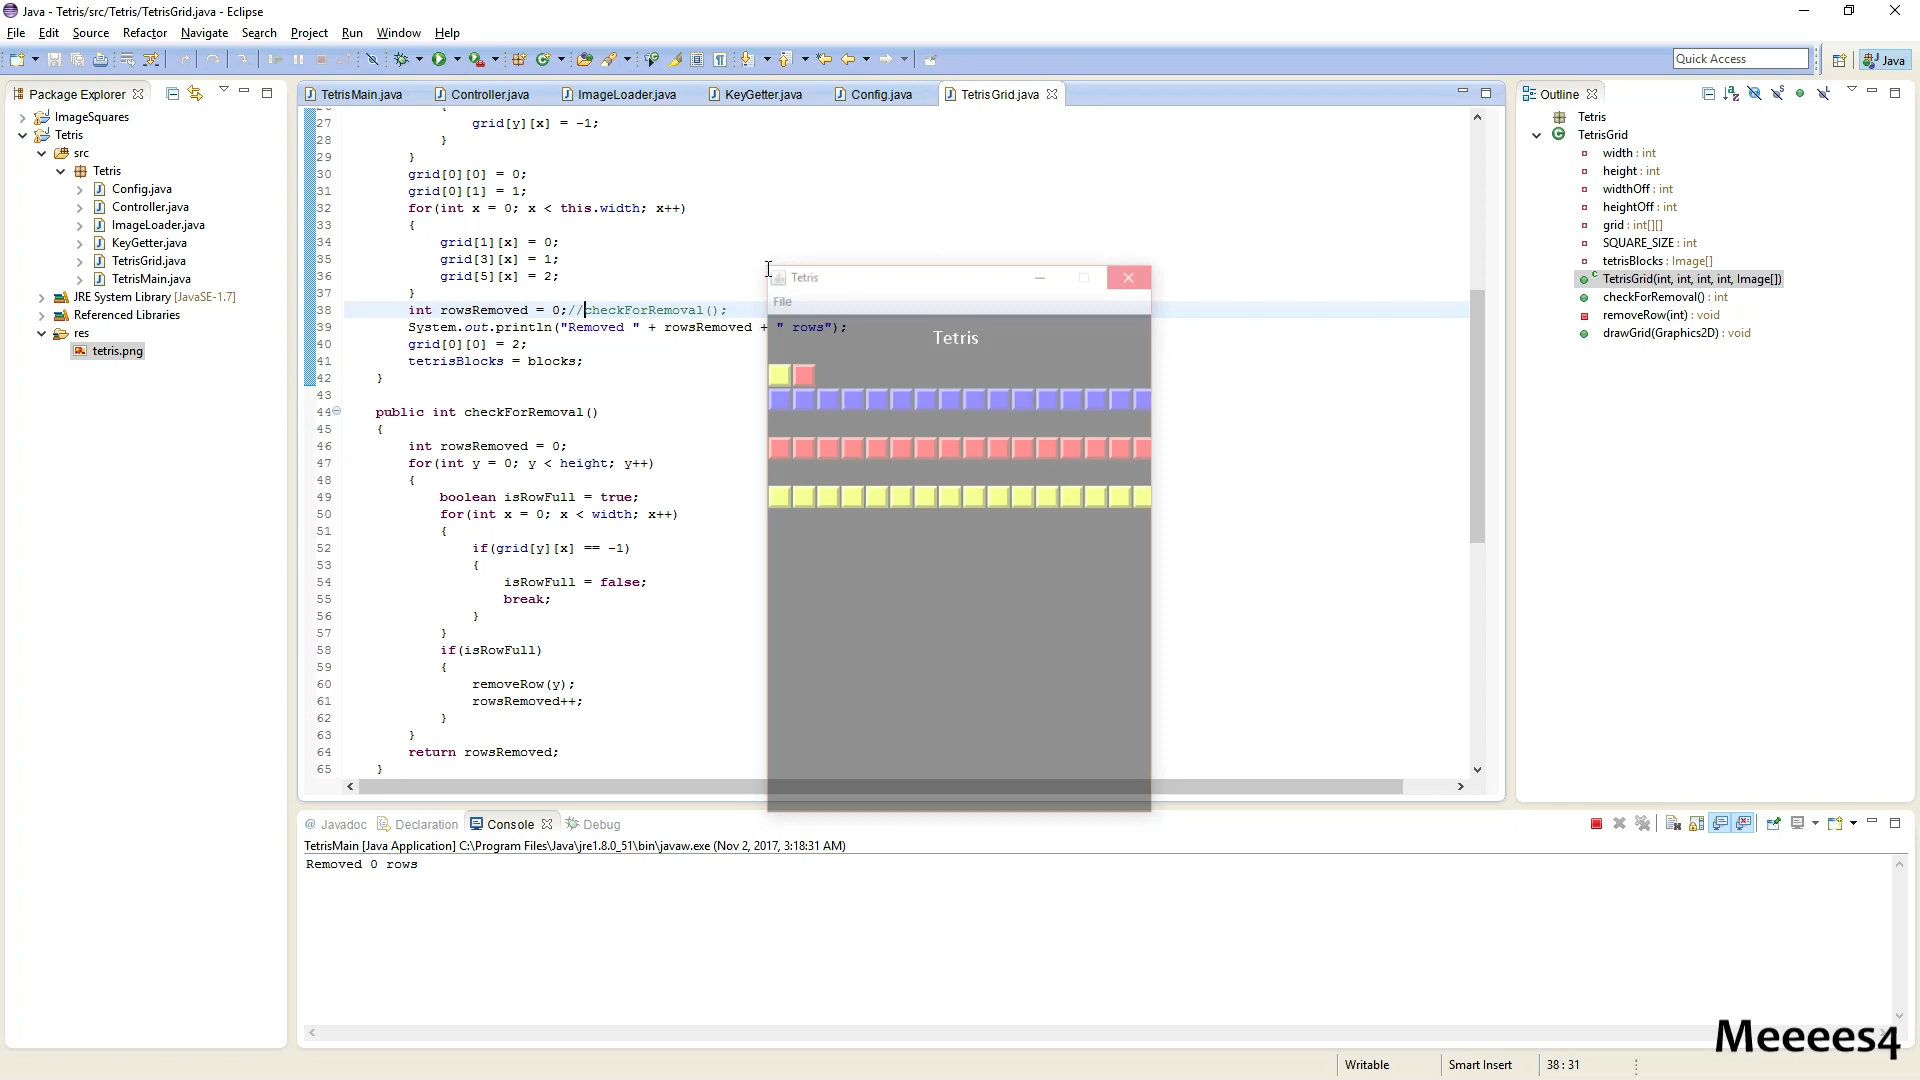 Java - Tetris/src/Tetris/TetrisGrid.java - Eclipse
File Edit Source Refactor Navigate Search Project Run Window Help
Quick Access
Java
Package Explorer
ImageSquares
Tetris
src
Tetris
Config.java
Controller.java
ImageLoader.java
KeyGetter.java
TetrisGrid.java
TetrisMain.java
JRE System Library [JavaSE-1.7]
Referenced Libraries
res
tetris.png
TetrisMain.java Controller.java ImageLoader.java KeyGetter.java Config.java TetrisGrid.java
27 grid[y][x] = -1;
28 }
29 }
30 grid[0][0] = 0;
31 grid[0][1] = 1;
32 for(int x = 0; x < this.width; x++)
33 {
34 grid[1][x] = 0;
35 grid[3][x] = 1;
36 grid[5][x] = 2;
37 }
38 int rowsRemoved = 0;//checkForRemoval();
39 System.out.println("Removed " + rowsRemoved + " rows");
40 grid[0][0] = 2;
41 tetrisBlocks = blocks;
42 }
43
44 public int checkForRemoval()
45 {
46 int rowsRemoved = 0;
47 for(int y = 0; y < height; y++)
48 {
49 boolean isRowFull = true;
50 for(int x = 0; x < width; x++)
51 {
52 if(grid[y][x] == -1)
53 {
54 isRowFull = false;
55 break;
56 }
57 }
58 if(isRowFull)
59 {
60 removeRow(y);
61 rowsRemoved++;
62 }
63 }
64 return rowsRemoved;
65 }
Tetris
File
Tetris
Outline
Tetris
TetrisGrid
width : int
height : int
widthOff : int
heightOff : int
grid : int[][]
SQUARE_SIZE : int
tetrisBlocks : Image[]
TetrisGrid(int, int, int, int, Image[])
checkForRemoval() : int
removeRow(int) : void
drawGrid(Graphics2D) : void
@ Javadoc Declaration Console Debug
TetrisMain [Java Application] C:\Program Files\Java\jre1.8.0_51\bin\javaw.exe (Nov 2, 2017, 3:18:31 AM)
Removed 0 rows
Meeees4
Writable Smart Insert 38 : 31